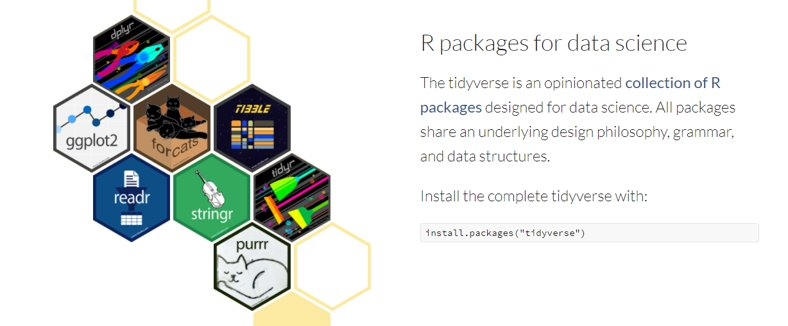 dplyr
ggplot2
forcats
TIBBLE
readr
stringr
tidyr
purrr
R packages for data science
The tidyverse is an opinionated collection of R
packages designed for data science. All packages
share an underlying design philosophy, grammar,
and data structures.
Install the complete tidyverse with:
install.packages("tidyverse")